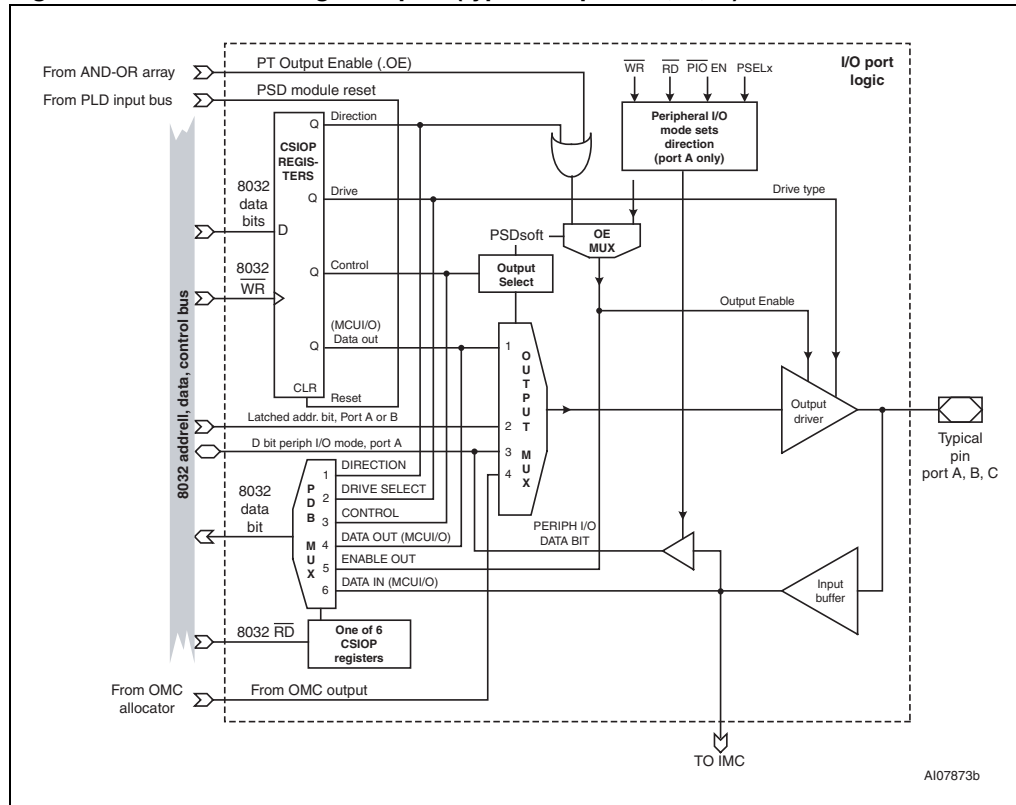 I/O port
logic
From AND-OR array
PT Output Enable (.OE)
WR RD PIO EN PSELx
From PLD input bus
PSD module reset
Peripheral I/O
mode sets
direction
(port A only)
CSIOP
REGIS-
TERS
Q
Direction
8032
data
bits
D
Q
Drive
Drive type
PSDsoft
OE
MUX
8032
WR
Q
Control
Output
Select
Output Enable
(MCUI/O)
Q
Data out
CLR
Reset
1
2
3
4
OUTPUT MUX
Output
driver
Typical
pin
port A, B, C
Latched addr. bit, Port A or B
D bit periph I/O mode, port A
8032 addrell, data, control bus
8032
data
bit
PDB MUX
1 DIRECTION
2 DRIVE SELECT
3 CONTROL
4 DATA OUT (MCUI/O)
5 ENABLE OUT
6 DATA IN (MCUI/O)
PERIPH I/O
DATA BIT
Input
buffer
8032 RD
One of 6
CSIOP
registers
From OMC
allocator
From OMC output
TO IMC
AI07873b